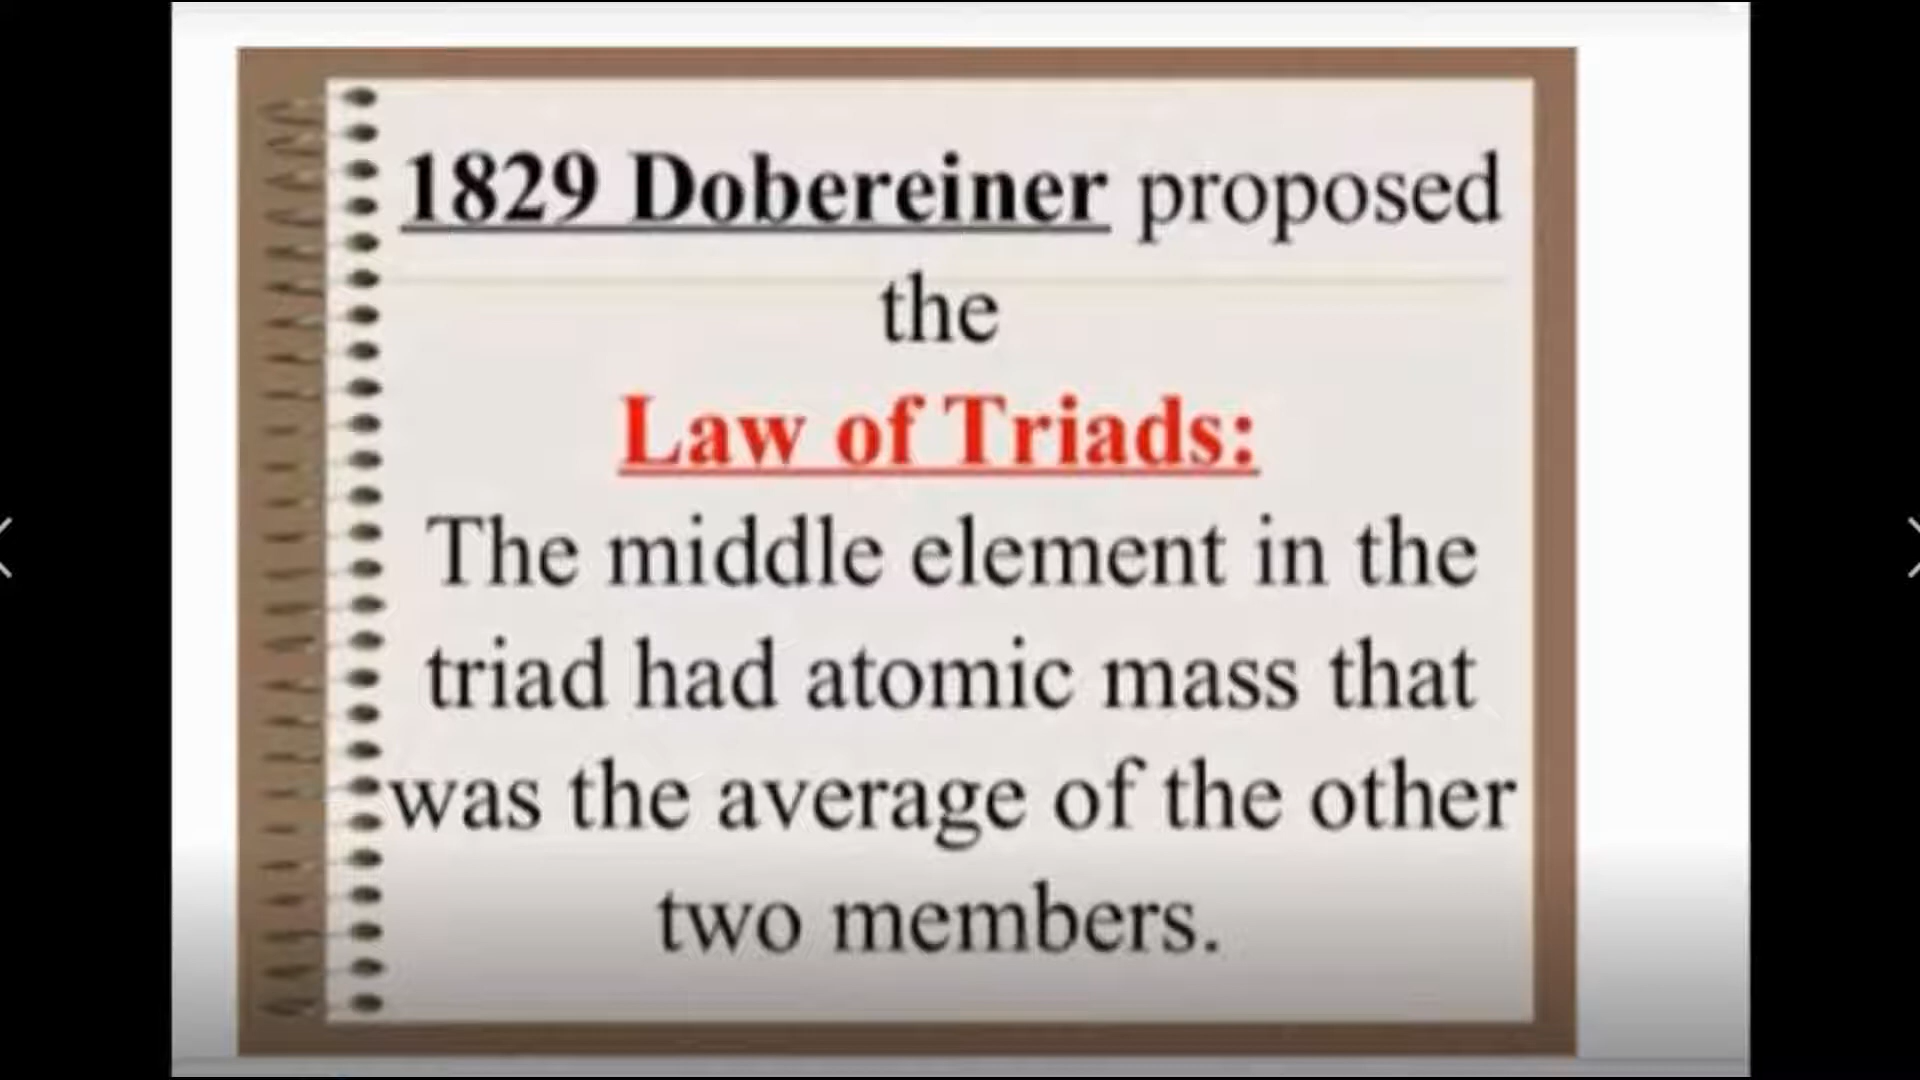 1829 Dobereiner proposed
the
Law of Triads:
The middle element in the
triad had atomic mass that
was the average of the other
two members.